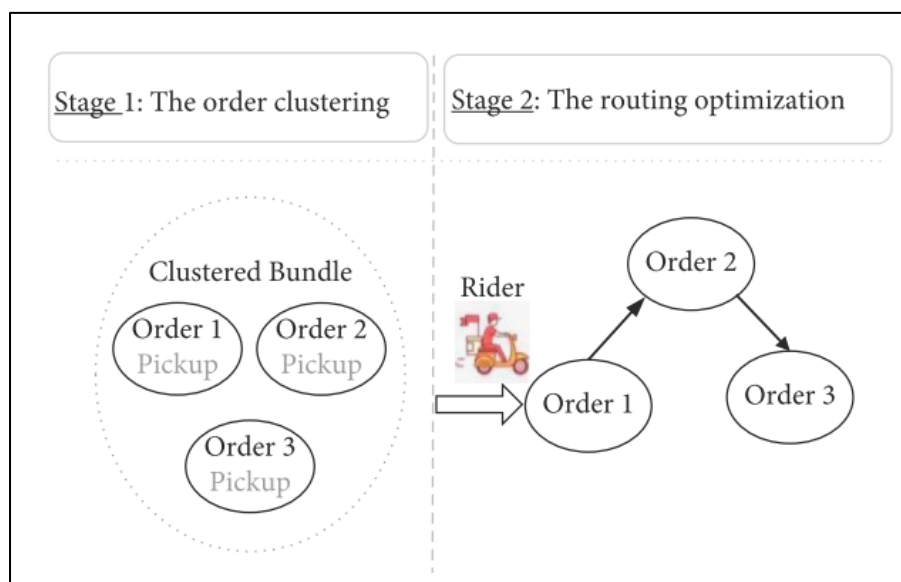 Stage 1: The order clustering
Stage 2: The routing optimization
Clustered Bundle
Order 1
Pickup
Order 2
Pickup
Order 3
Pickup
Rider
Order 1
Order 2
Order 3